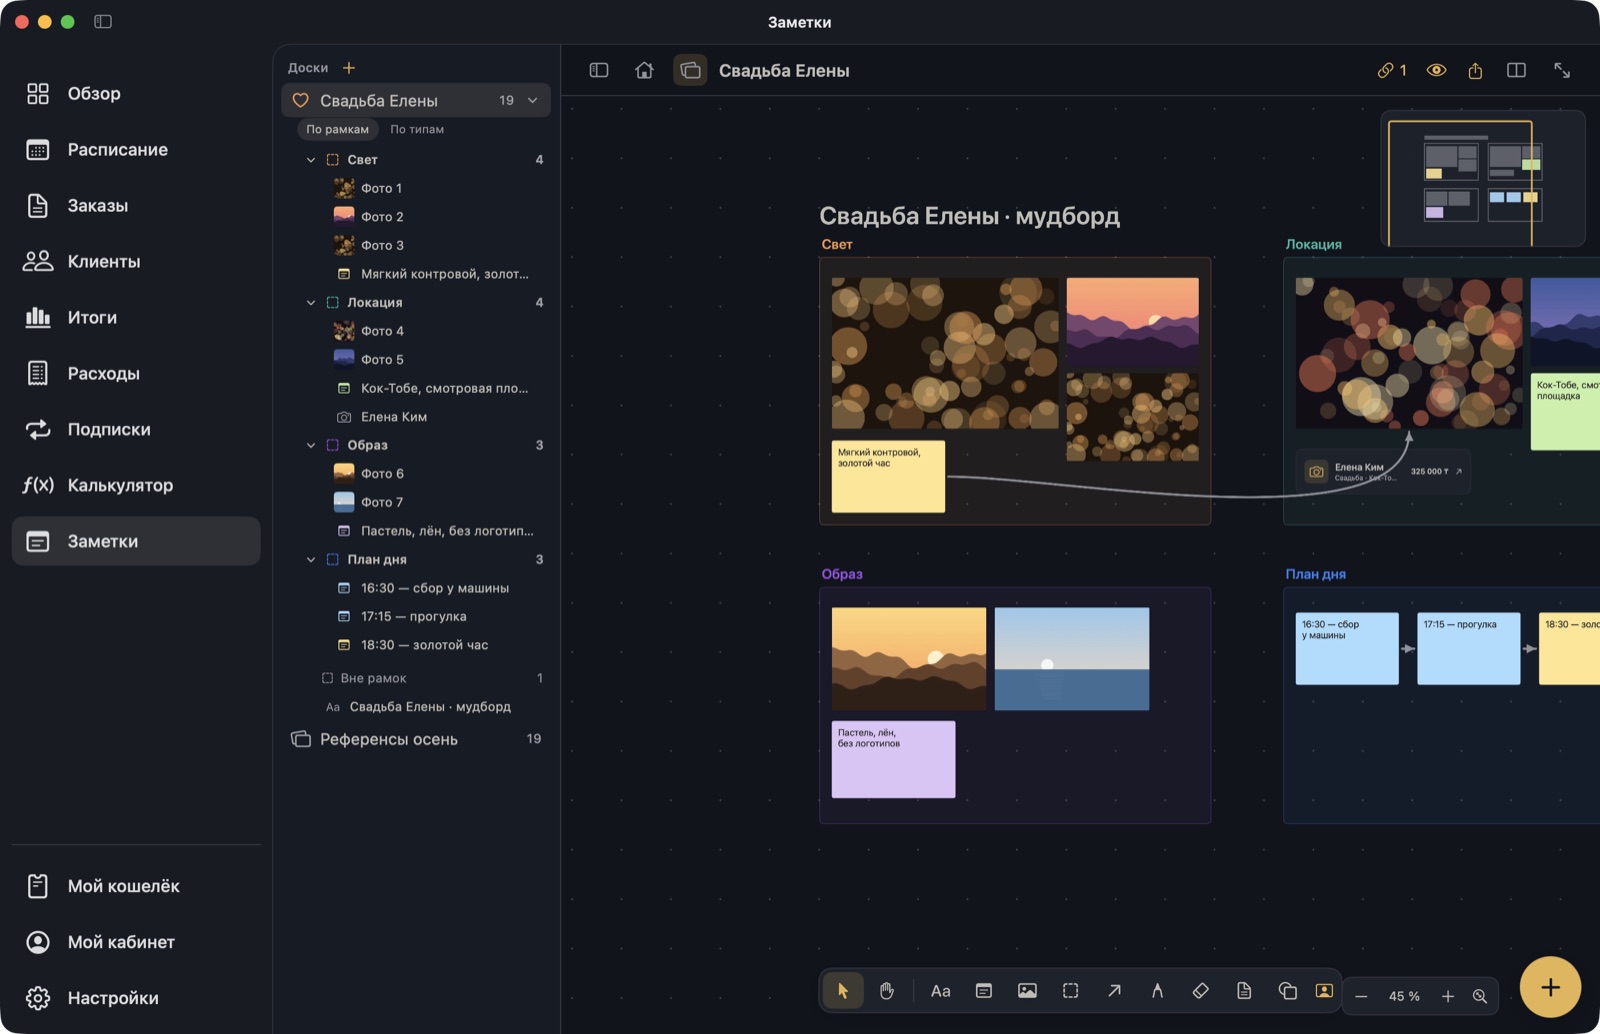 Заметки
Обзор
Расписание
Заказы
Клиенты
Итоги
Расходы
Подписки
f(x) Калькулятор
Заметки
Мой кошелёк
Мой кабинет
Настройки
Доски +
Свадьба Елены 19
По рамкам По типам
Свет 4
Фото 1
Фото 2
Фото 3
Мягкий контровой, золот...
Локация 4
Фото 4
Фото 5
Кок-Тобе, смотровая пло...
Елена Ким
Образ 3
Фото 6
Фото 7
Пастель, лён, без логотип...
План дня 3
16:30 — сбор у машины
17:15 — прогулка
18:30 — золотой час
Вне рамок 1
Aa Свадьба Елены · мудборд
Референсы осень 19
Свадьба Елены
1
Свадьба Елены · мудборд
Свет
Мягкий контровой,
золотой час
Локация
Кок-Тобе, смот
площадка
Елена Ким
Свадьба · Кок-То...
325 000 ₸
Образ
Пастель, лён,
без логотипов
План дня
16:30 — сбор
у машины
17:15 — прогулка
18:30 — золо
Aa
— 45 % +
+